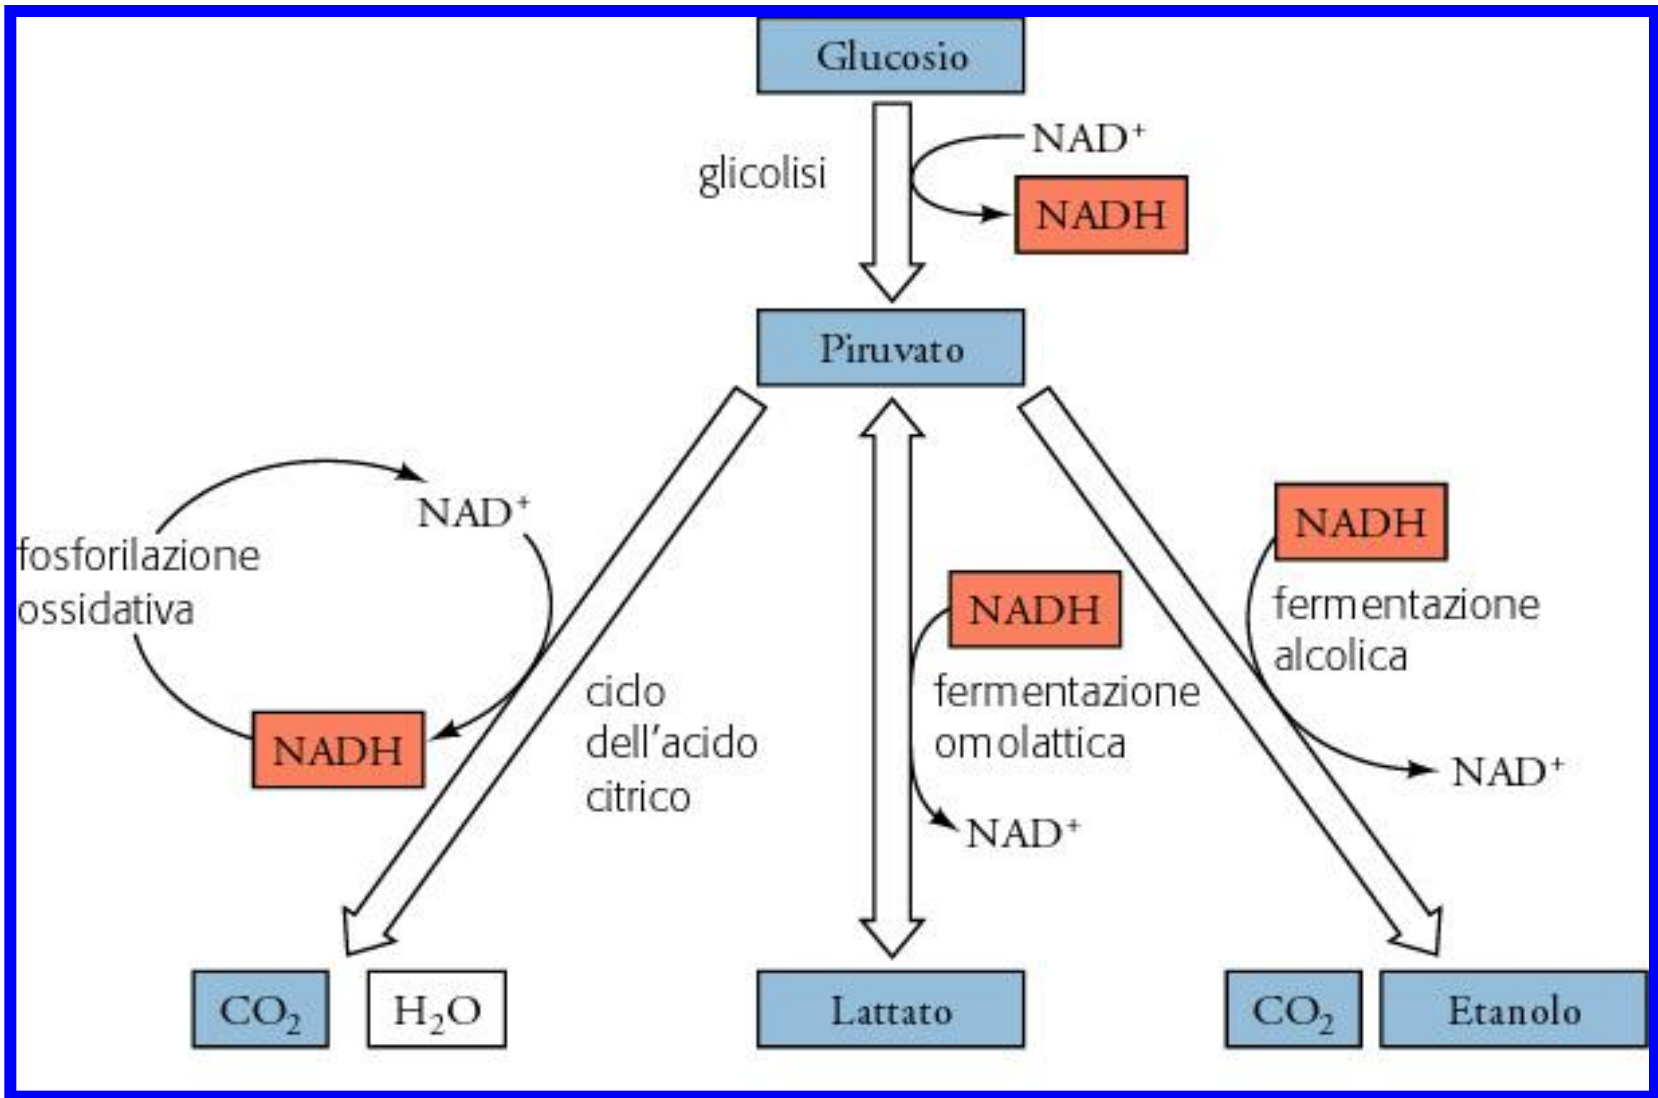 Glucosio
NAD⁺
glicolisi
NADH
Piruvato
NAD⁺
fosforilazione
ossidativa
NADH
ciclo
dell'acido
citrico
NADH
fermentazione
omolattica
NAD⁺
NADH
fermentazione
alcolica
NAD⁺
CO₂
H₂O
Lattato
CO₂
Etanolo